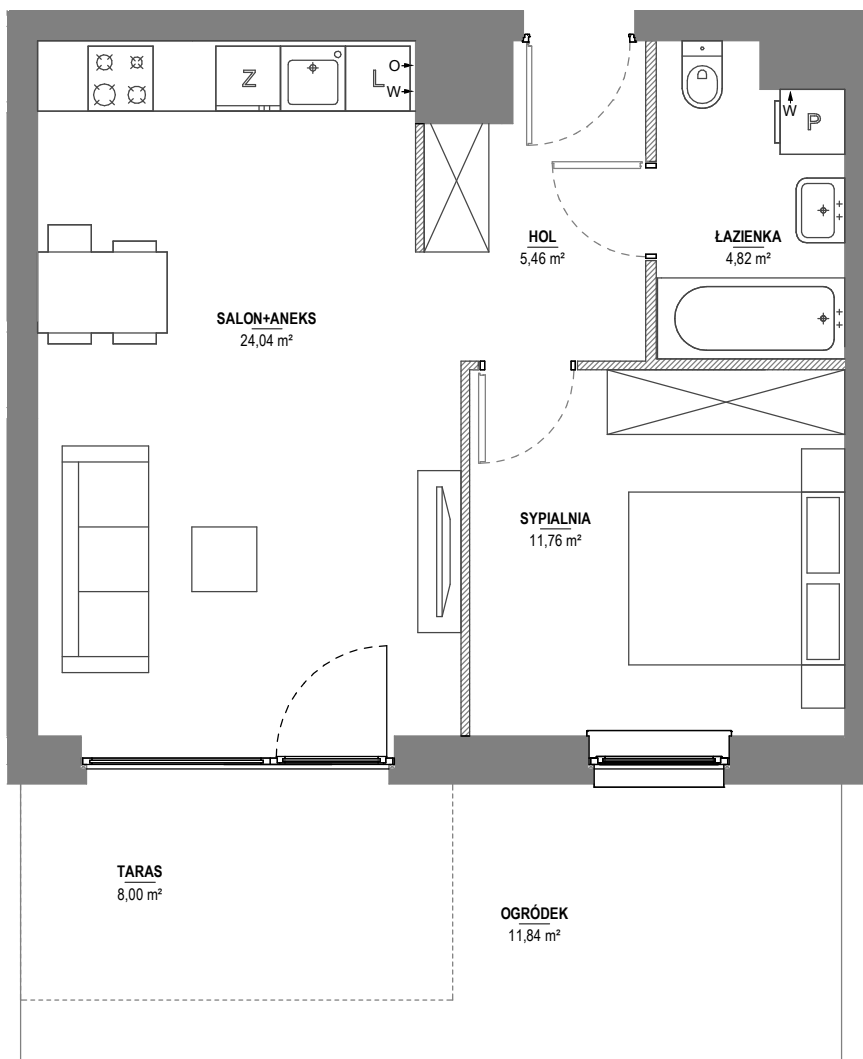 Z
L
O
W
W
P
HOL
5,46 m²
ŁAZIENKA
4,82 m²
SALON+ANEKS
24,04 m²
SYPIALNIA
11,76 m²
TARAS
8,00 m²
OGRÓDEK
11,84 m²